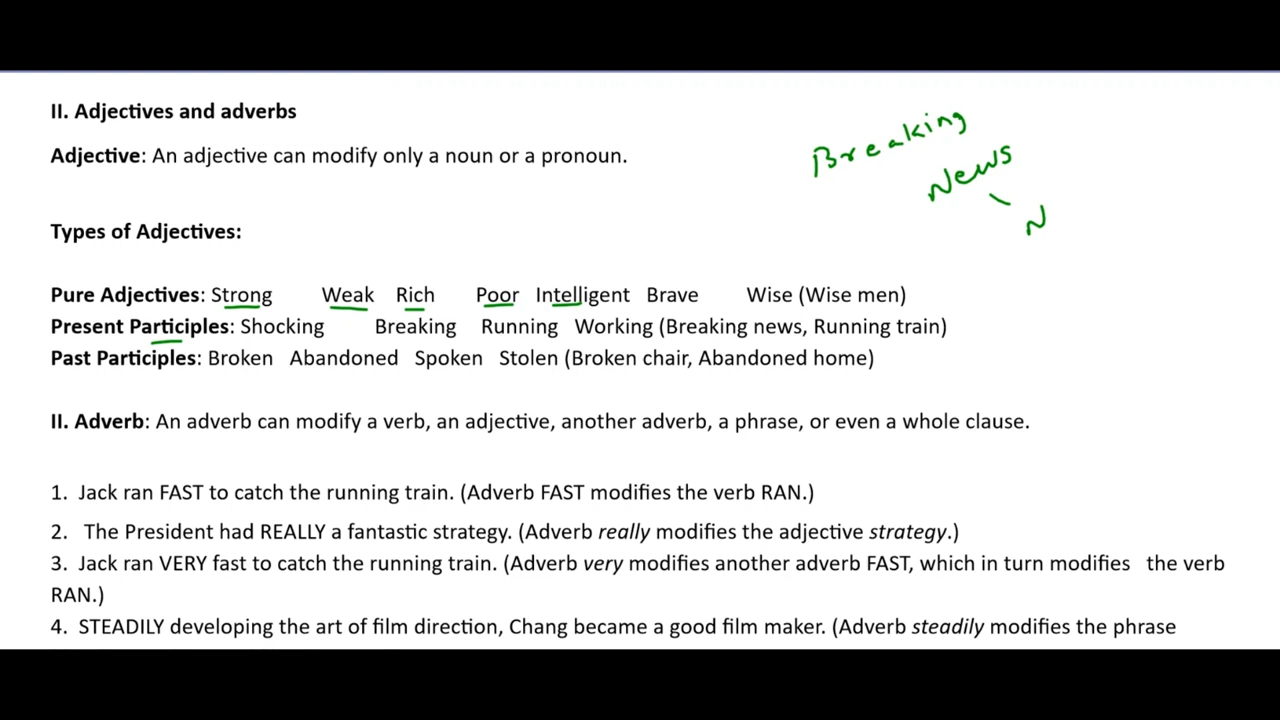 II. Adjectives and adverbs
Adjective: An adjective can modify only a noun or a pronoun.
Breaking
News
N
Types of Adjectives:
Pure Adjectives: Strong Weak Rich Poor Intelligent Brave Wise (Wise men)
Present Participles: Shocking Breaking Running Working (Breaking news, Running train)
Past Participles: Broken Abandoned Spoken Stolen (Broken chair, Abandoned home)
II. Adverb: An adverb can modify a verb, an adjective, another adverb, a phrase, or even a whole clause.
1. Jack ran FAST to catch the running train. (Adverb FAST modifies the verb RAN.)
2. The President had REALLY a fantastic strategy. (Adverb really modifies the adjective strategy.)
3. Jack ran VERY fast to catch the running train. (Adverb very modifies another adverb FAST, which in turn modifies the verb
RAN.)
4. STEADILY developing the art of film direction, Chang became a good film maker. (Adverb steadily modifies the phrase